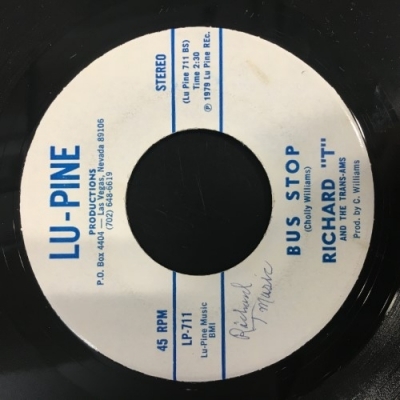 LU-PINE
PRODUCTIONS
P.O. Box 4404 — Las Vegas, Nevada 89106
(702) 648-6619
45 RPM
LP-711
Lu-Pine Music
BMI
STEREO
(Lu Pine 711 BS)
Time 2:30
℗ 1979 Lu Pine REc.
BUS STOP
(Cholly Williams)
RICHARD "T"
AND THE TRANS-AMS
Prod. by C. Williams
Richard
T Music